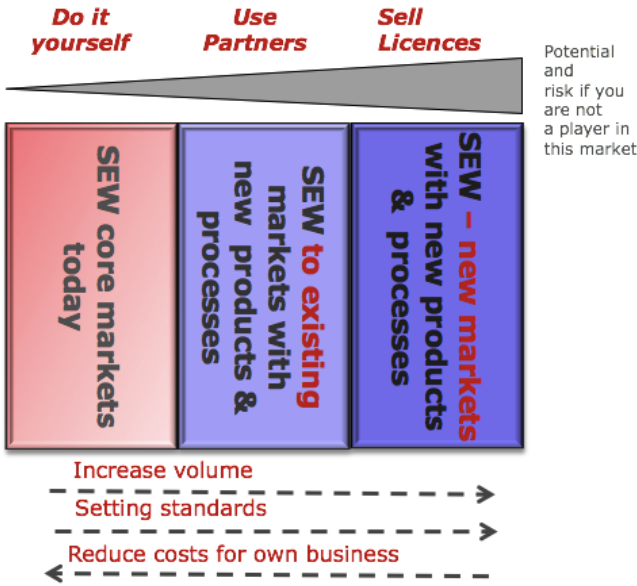 Do it
yourself
Use
Partners
Sell
Licences
Potential
and
risk if you
are not
a player in
this market
SEW core markets
today
SEW to existing
markets with
new products &
processes
SEW – new markets
with new products
& processes
Increase volume
Setting standards
Reduce costs for own business